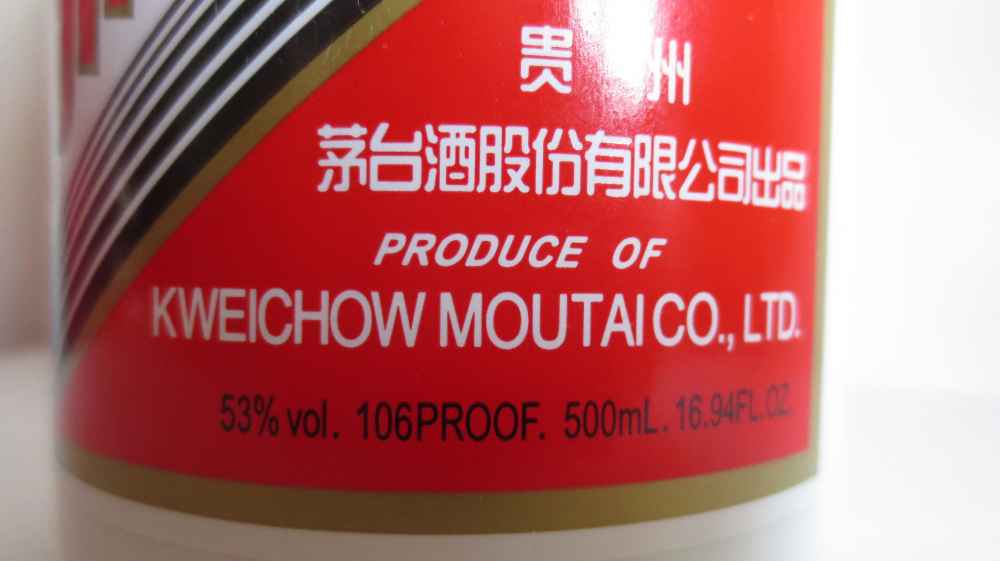 贵 州
茅台酒股份有限公司出品
PRODUCE OF
KWEICHOW MOUTAI CO., LTD.
53% vol. 106PROOF. 500mL. 16.94FL.OZ.